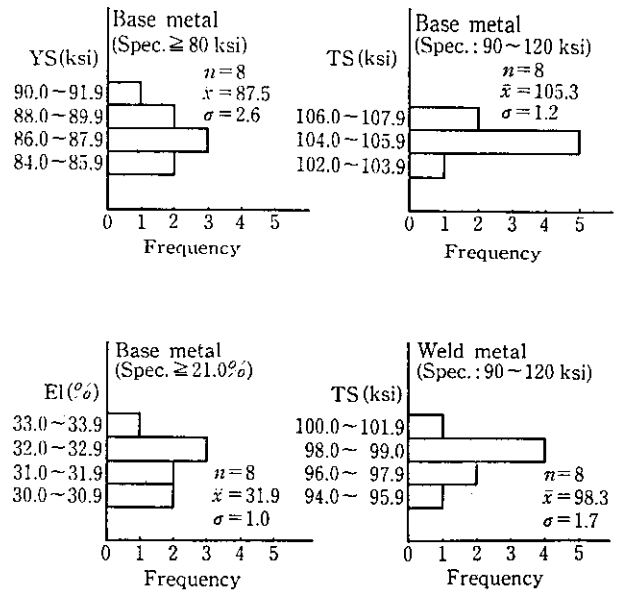 Base metal
(Spec. ≧ 80 ksi)
YS(ksi)
n=8
x̄=87.5
σ=2.6
90.0~91.9
88.0~89.9
86.0~87.9
84.0~85.9
0 1 2 3 4 5
Frequency
Base metal
(Spec.: 90~120 ksi)
TS(ksi)
n=8
x̄=105.3
σ=1.2
106.0~107.9
104.0~105.9
102.0~103.9
0 1 2 3 4 5
Frequency
Base metal
(Spec. ≧ 21.0%)
El(%)
33.0~33.9
32.0~32.9
31.0~31.9
30.0~30.9
n=8
x̄=31.9
σ=1.0
0 1 2 3 4 5
Frequency
Weld metal
(Spec.: 90~120 ksi)
TS(ksi)
100.0~101.9
98.0~ 99.0
96.0~ 97.9
94.0~ 95.9
n=8
x̄=98.3
σ=1.7
0 1 2 3 4 5
Frequency